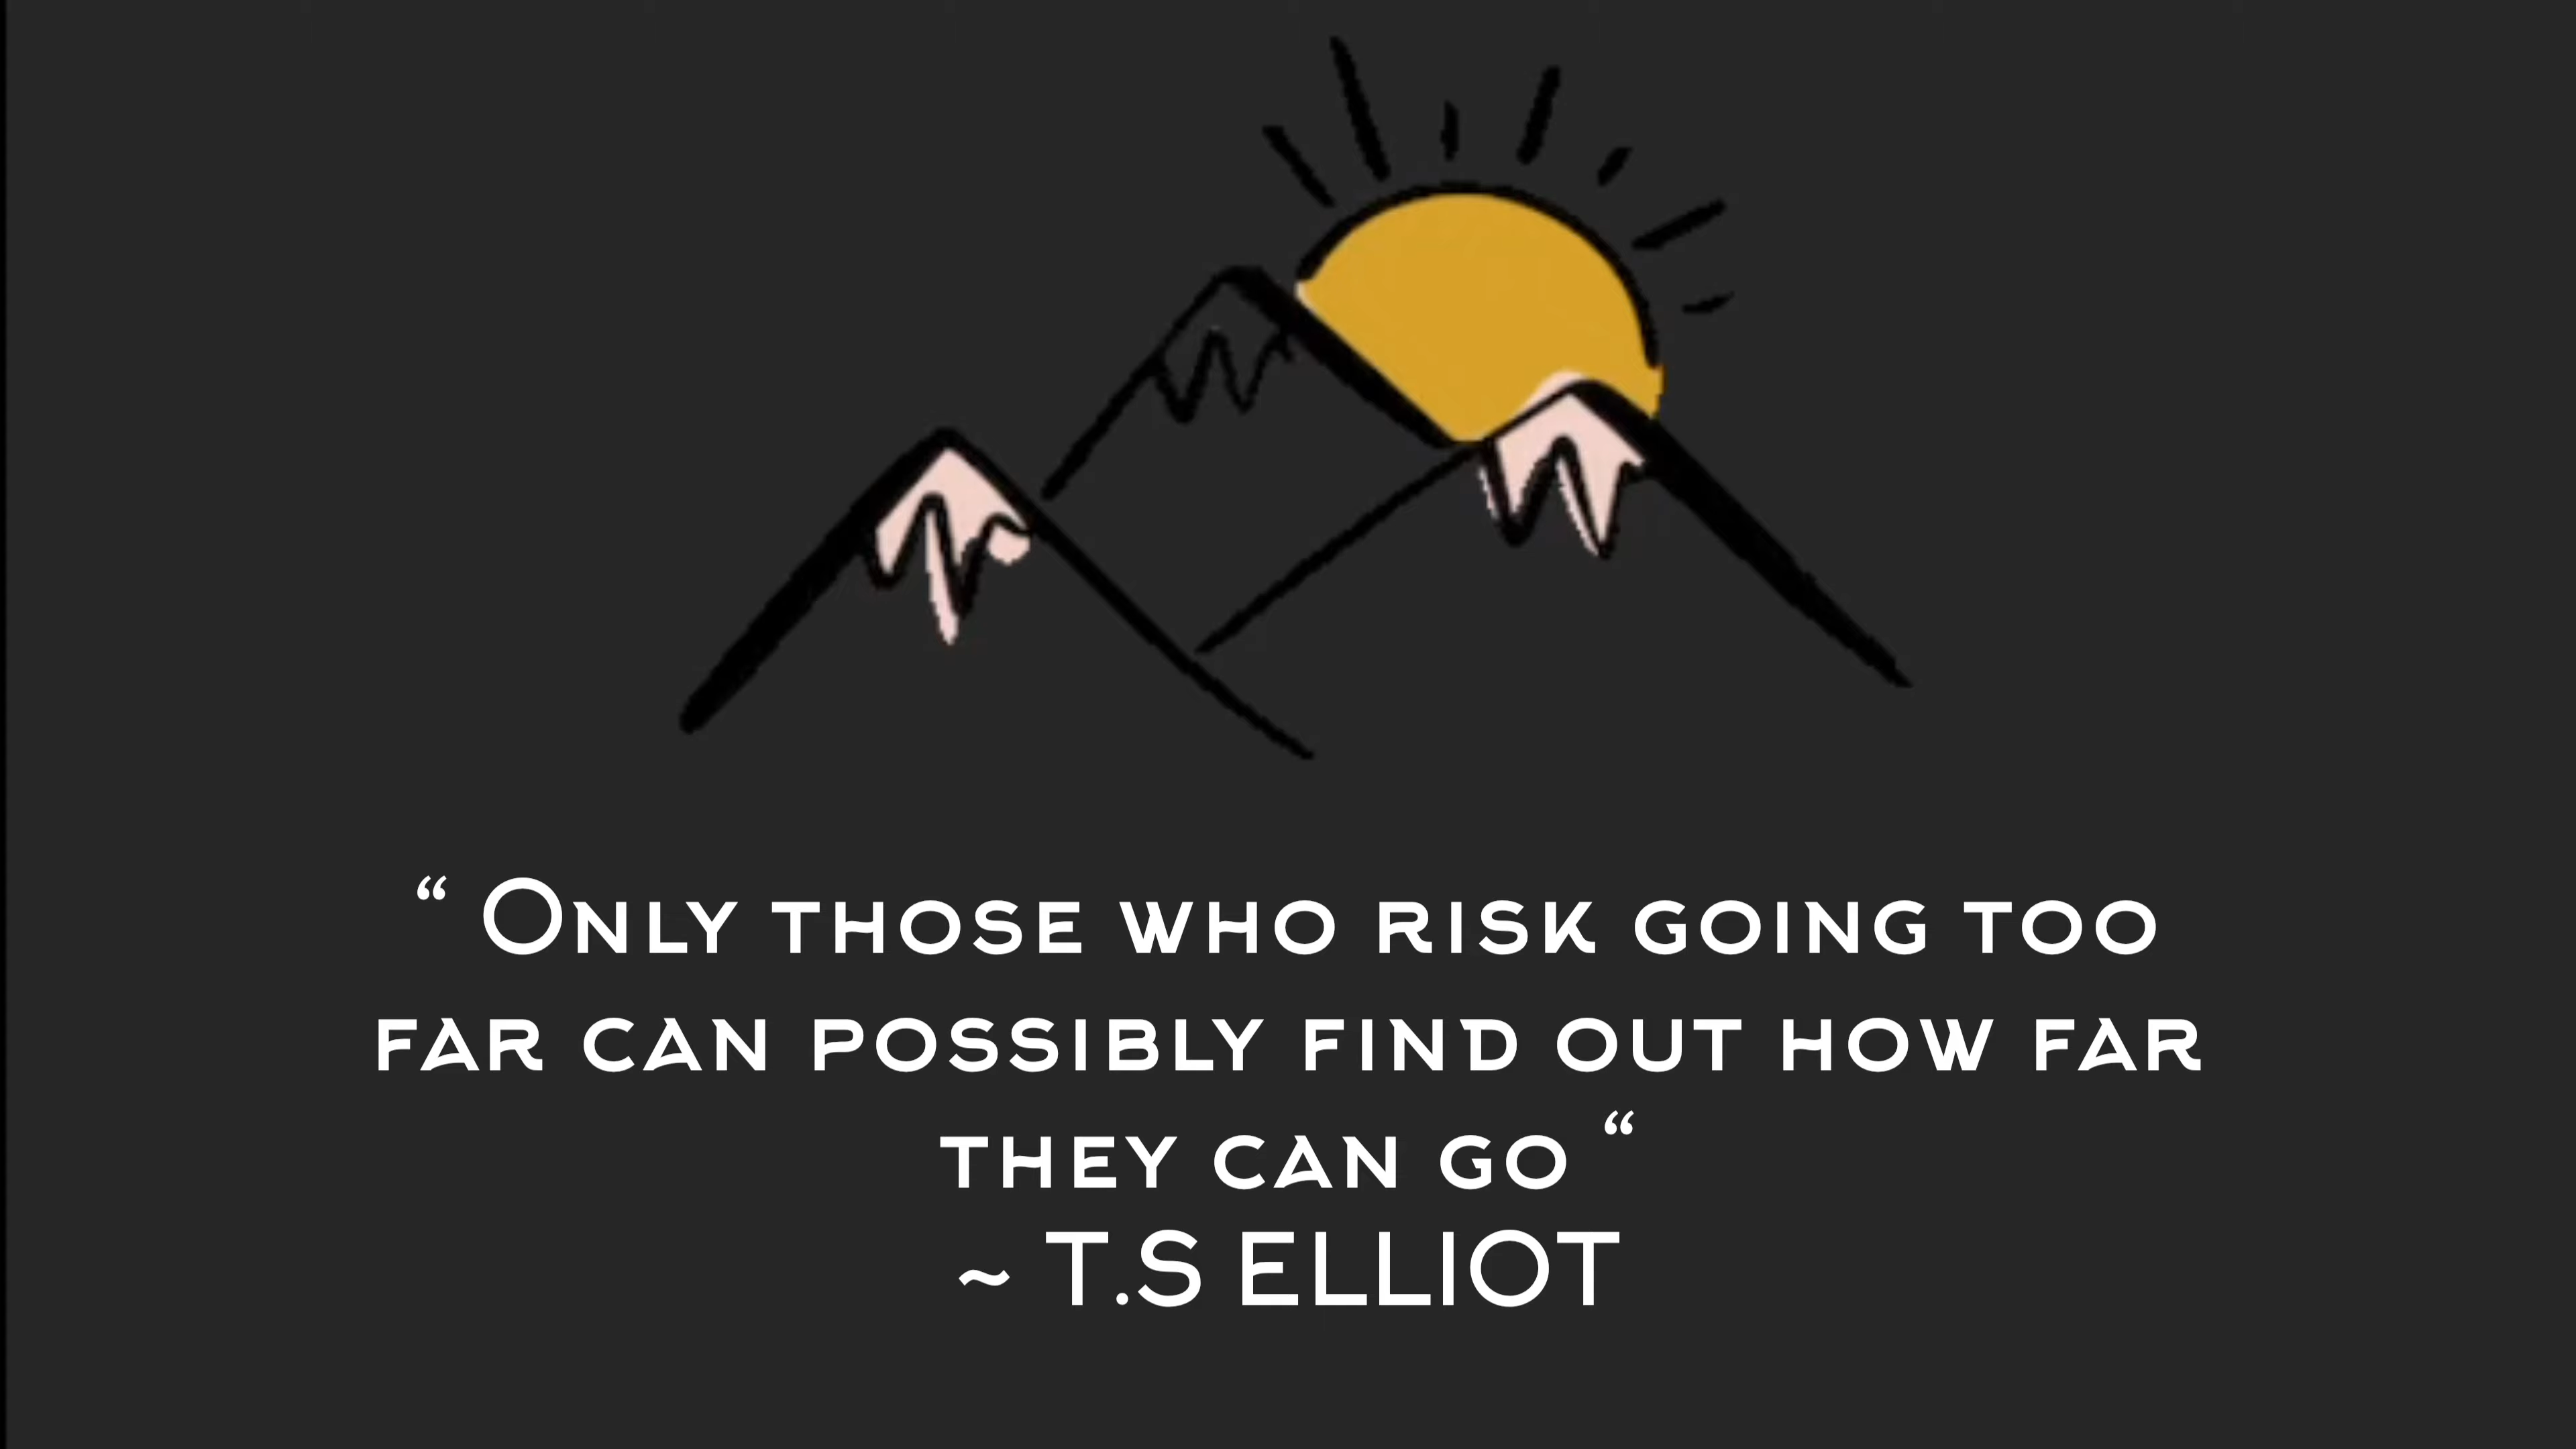 “ Only those who risk going too
far can possibly find out how far
they can go “
~ T.S ELLIOT